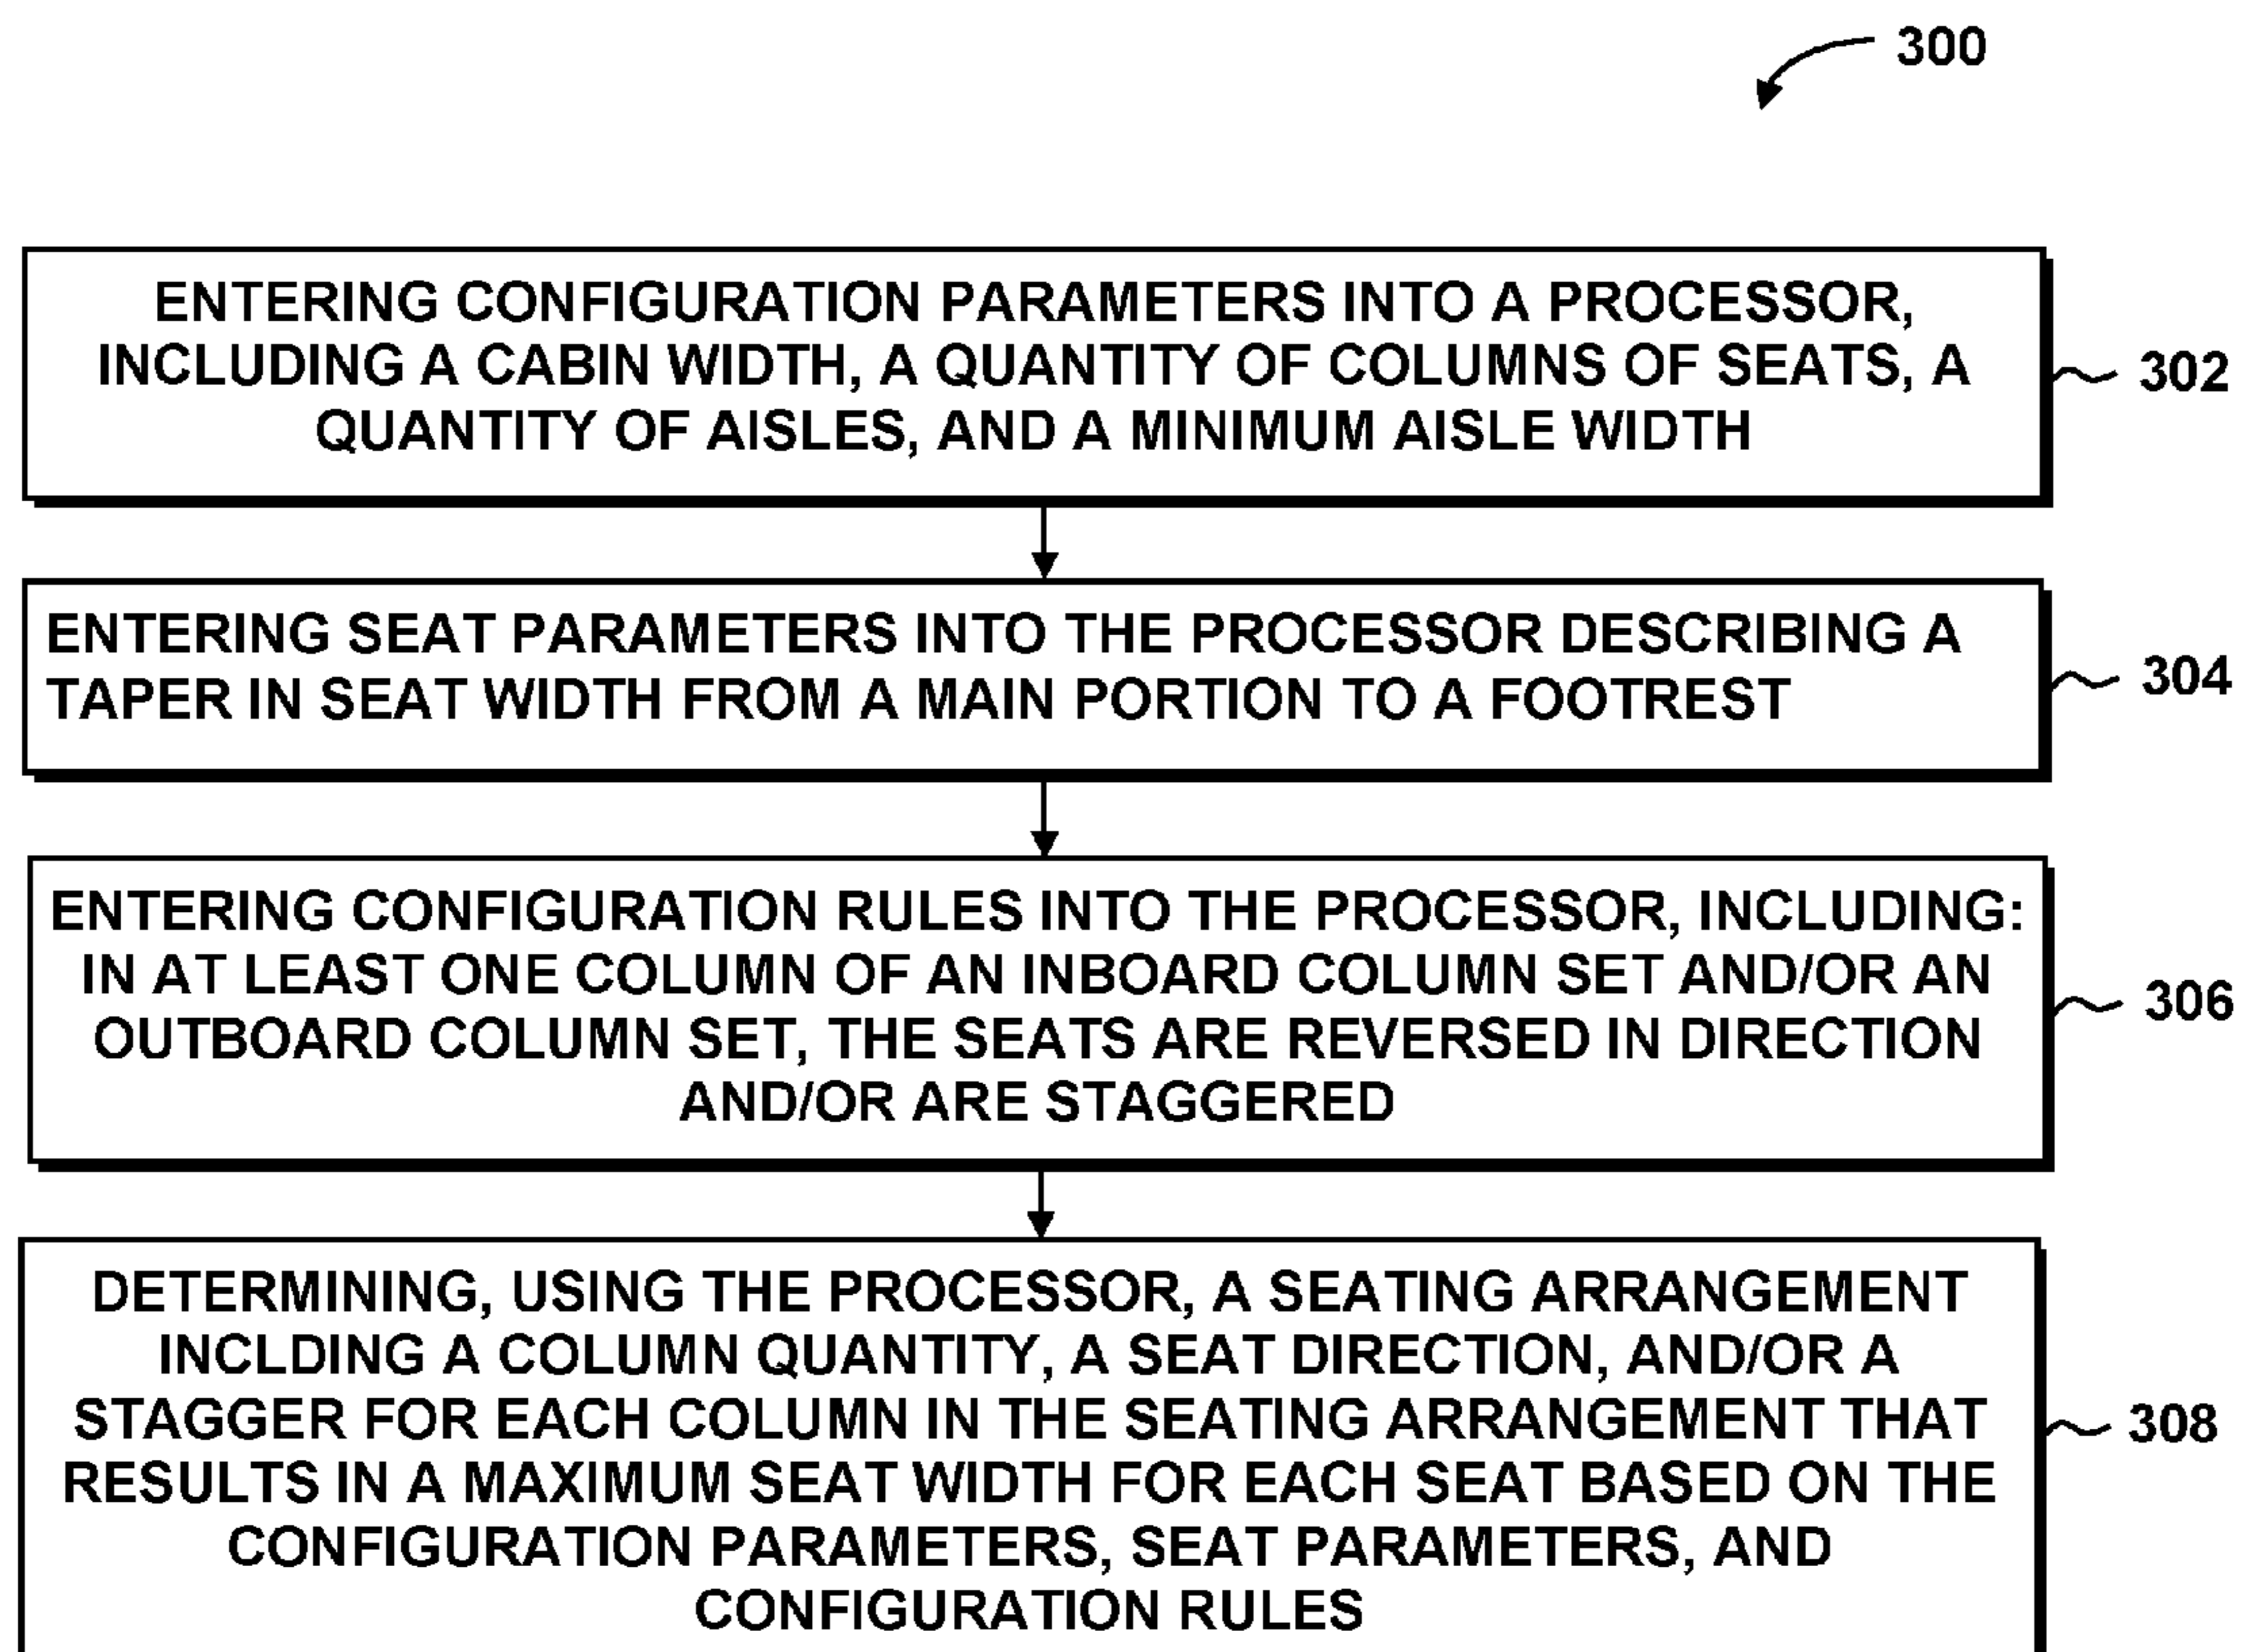 300
ENTERING CONFIGURATION PARAMETERS INTO A PROCESSOR,
INCLUDING A CABIN WIDTH, A QUANTITY OF COLUMNS OF SEATS, A
QUANTITY OF AISLES, AND A MINIMUM AISLE WIDTH
302
ENTERING SEAT PARAMETERS INTO THE PROCESSOR DESCRIBING A
TAPER IN SEAT WIDTH FROM A MAIN PORTION TO A FOOTREST
304
ENTERING CONFIGURATION RULES INTO THE PROCESSOR, INCLUDING:
IN AT LEAST ONE COLUMN OF AN INBOARD COLUMN SET AND/OR AN
OUTBOARD COLUMN SET, THE SEATS ARE REVERSED IN DIRECTION
AND/OR ARE STAGGERED
306
DETERMINING, USING THE PROCESSOR, A SEATING ARRANGEMENT
INCLDING A COLUMN QUANTITY, A SEAT DIRECTION, AND/OR A
STAGGER FOR EACH COLUMN IN THE SEATING ARRANGEMENT THAT
RESULTS IN A MAXIMUM SEAT WIDTH FOR EACH SEAT BASED ON THE
CONFIGURATION PARAMETERS, SEAT PARAMETERS, AND
CONFIGURATION RULES
308